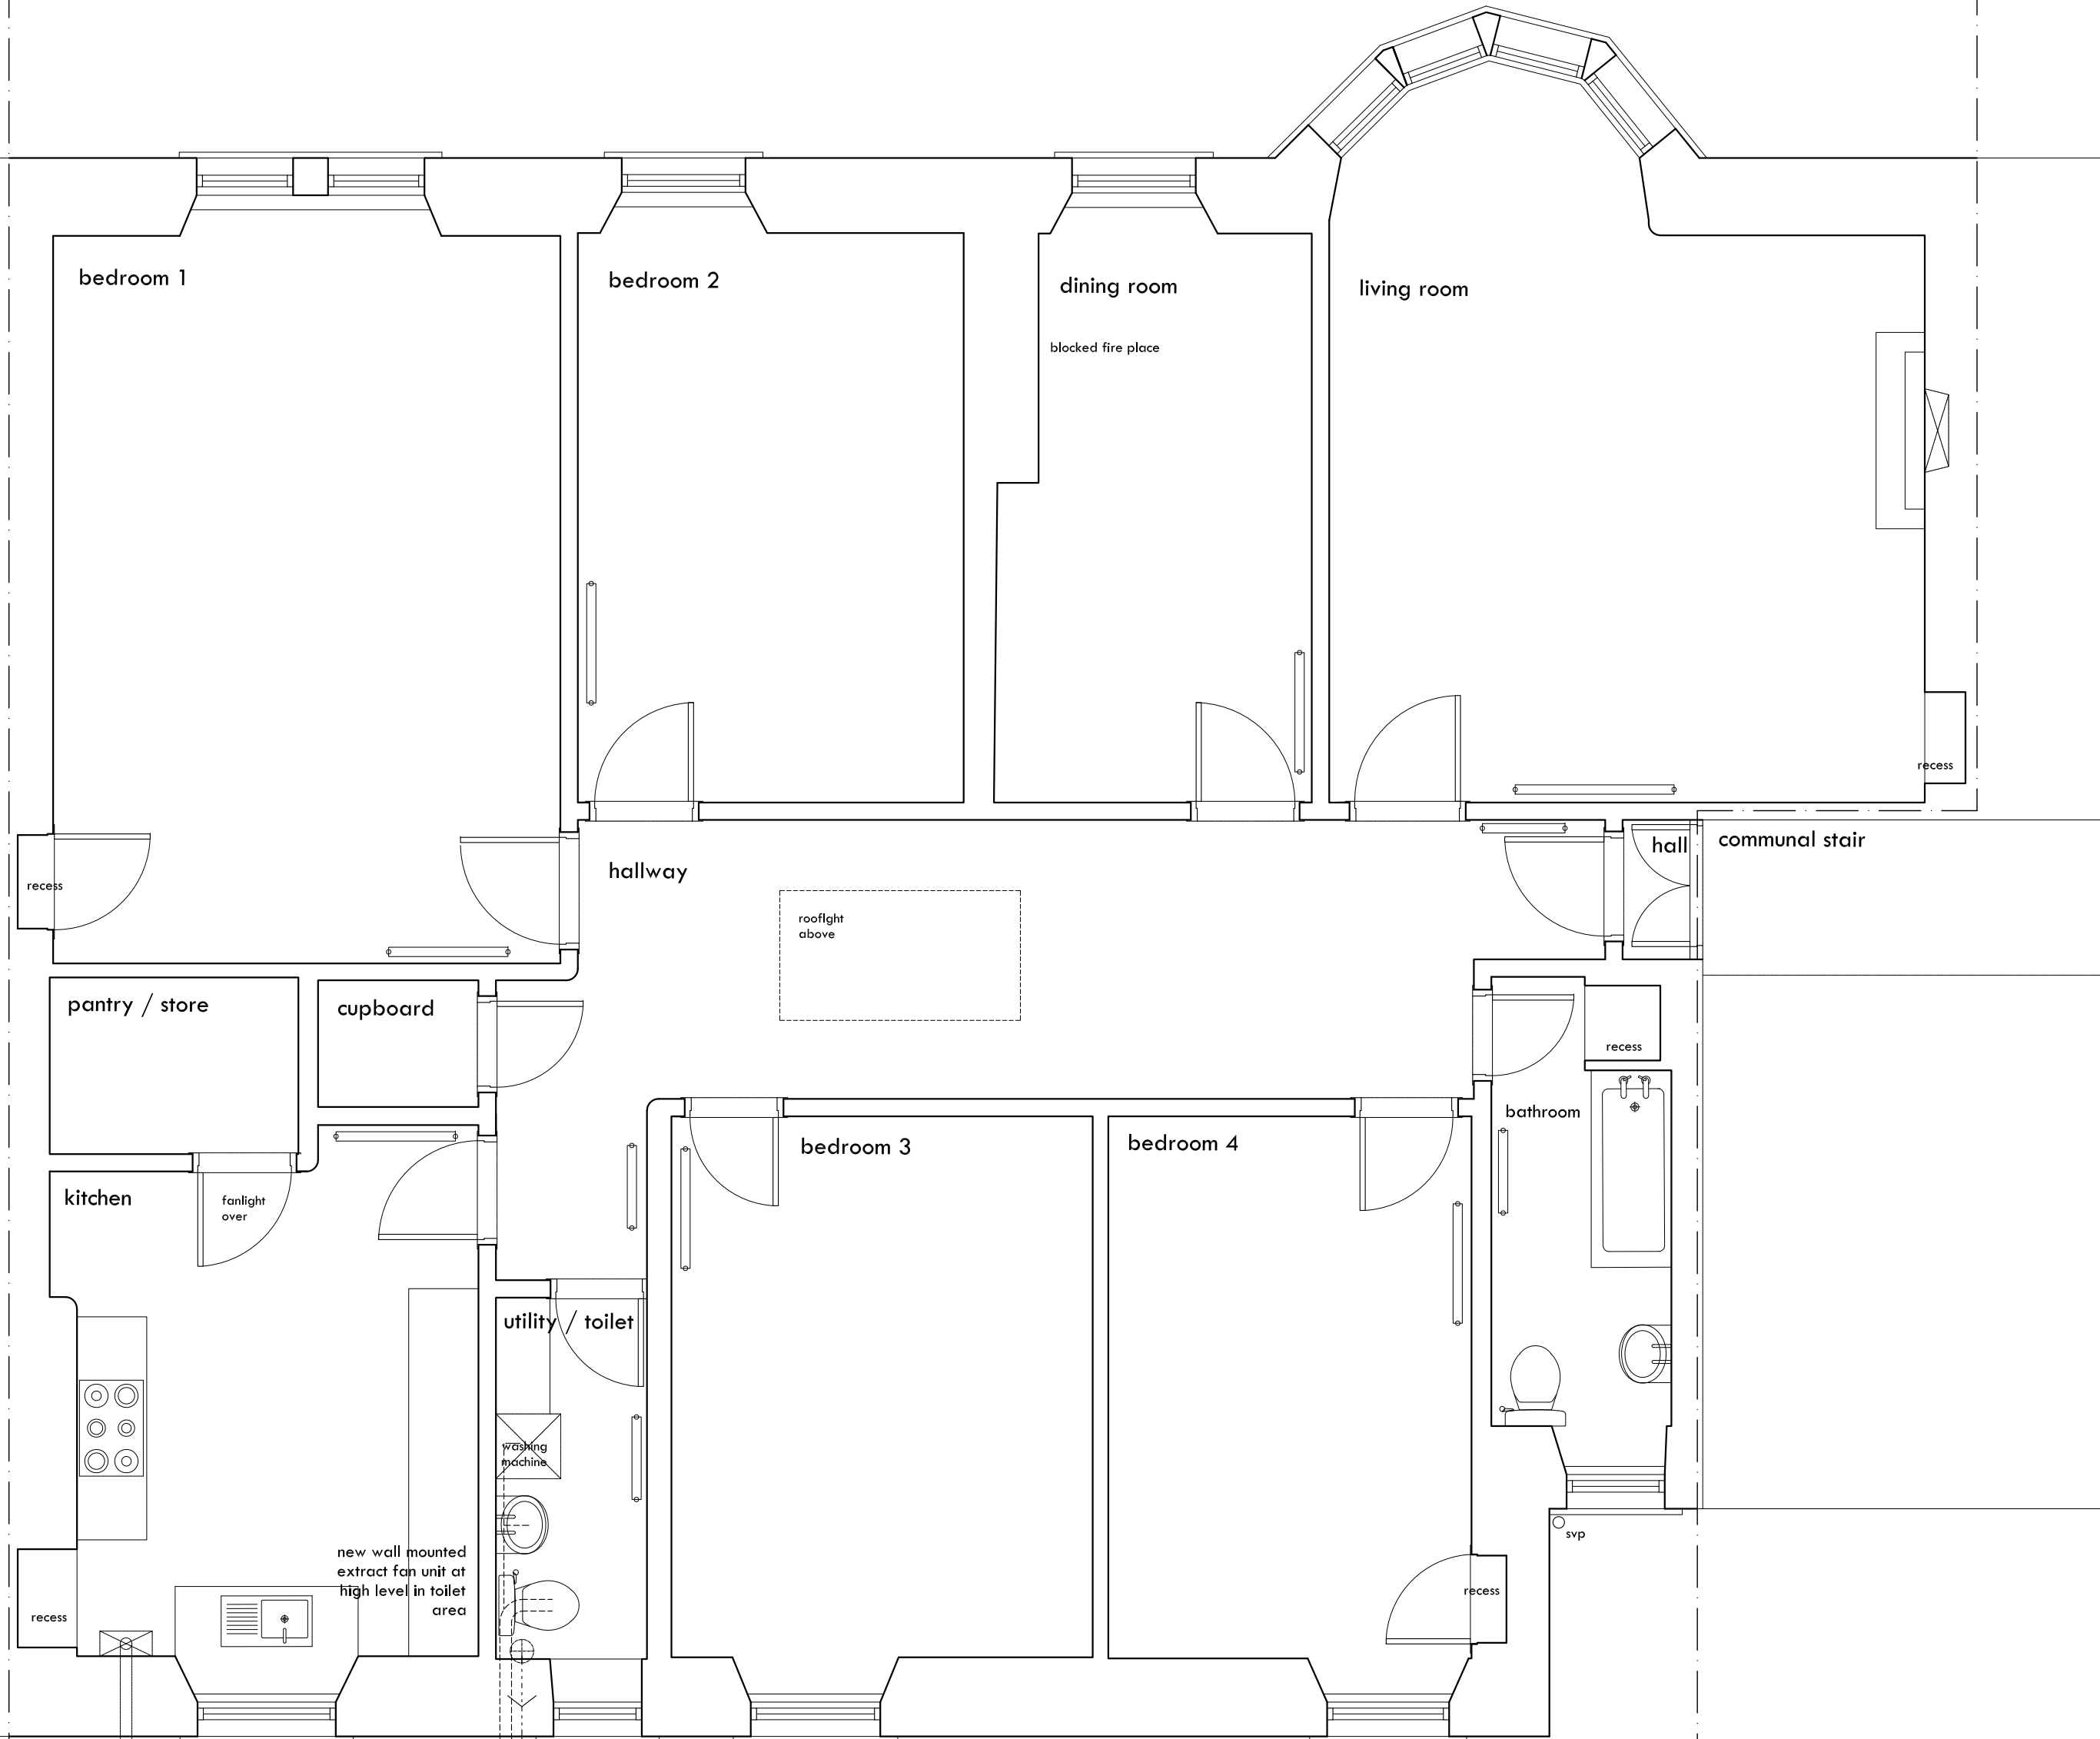 bedroom 1
bedroom 2
dining room
living room
blocked fire place
recess
hall
communal stair
hallway
recess
rooflght
above
pantry / store
cupboard
recess
bathroom
bedroom 3
bedroom 4
kitchen
fanlight
over
utility / toilet
washing
machine
svp
new wall mounted
extract fan unit at
high level in toilet
area
recess
recess